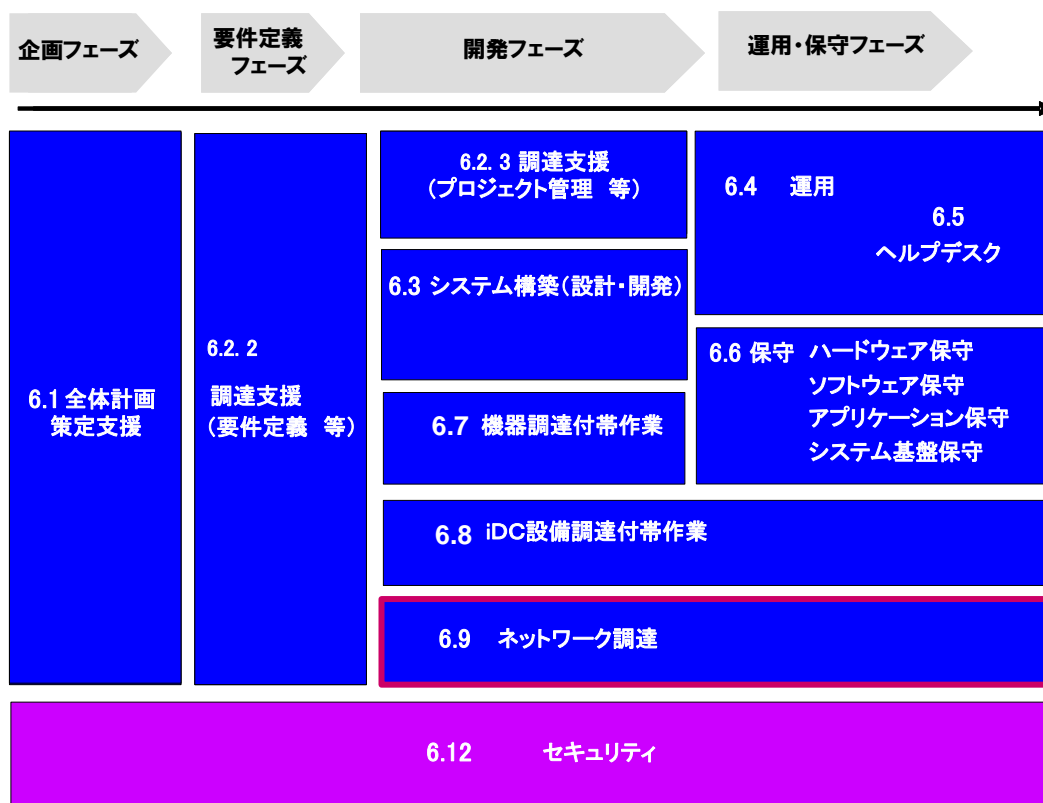 企画フェーズ
要件定義
フェーズ
開発フェーズ
運用・保守フェーズ
6.1 全体計画
策定支援
6.2. 2
調達支援
(要件定義 等)
6.2. 3 調達支援
(プロジェクト管理 等)
6.3 システム構築(設計・開発)
6.7 機器調達付帯作業
6.4 運用
6.5
ヘルプデスク
6.6 保守 ハードウェア保守
ソフトウェア保守
アプリケーション保守
システム基盤保守
6.8 iDC設備調達付帯作業
6.9 ネットワーク調達
6.12 セキュリティ